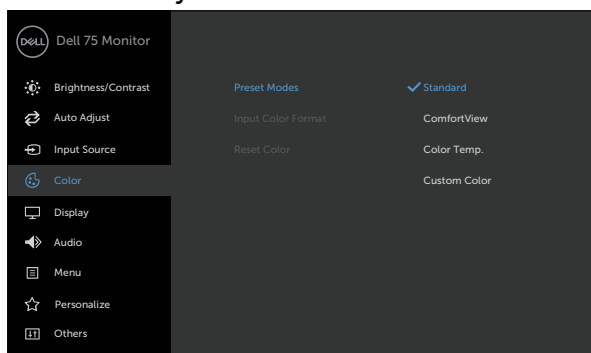 DELL
Dell 75 Monitor
Brightness/Contrast
Auto Adjust
Input Source
Color
Display
Audio
Menu
Personalize
Others
Preset Modes
Input Color Format
Reset Color
Standard
ComfortView
Color Temp.
Custom Color